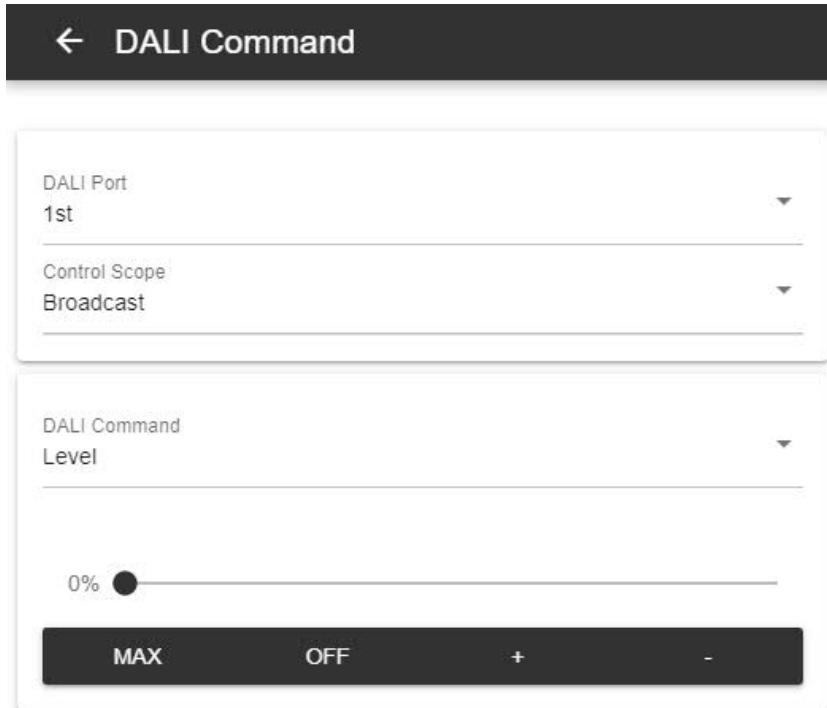 DALI Command
DALI Port
1st
Control Scope
Broadcast
DALI Command
Level
0%
MAX OFF + -